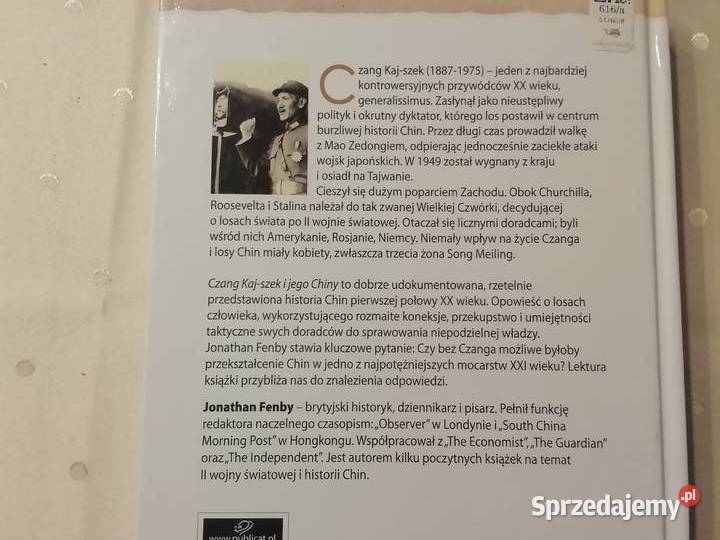 616/a
Czang Kaj-szek (1887-1975) – jeden z najbardziej
kontrowersyjnych przywódców XX wieku,
generalissimus. Zasłynął jako nieustępliwy
polityk i okrutny dyktator, którego los postawił w centrum
burzliwej historii Chin. Przez długi czas prowadził walkę
z Mao Zedongiem, odpierając jednocześnie zaciekłe ataki
wojsk japońskich. W 1949 został wygnany z kraju
i osiadł na Tajwanie.
Cieszył się dużym poparciem Zachodu. Obok Churchilla,
Roosevelta i Stalina należał do tak zwanej Wielkiej Czwórki, decydującej
o losach świata po II wojnie światowej. Otaczał się licznymi doradcami; byli
wśród nich Amerykanie, Rosjanie, Niemcy. Niemały wpływ na życie Czanga
i losy Chin miały kobiety, zwłaszcza trzecia żona Song Meiling.
Czang Kaj-szek i jego Chiny to dobrze udokumentowana, rzetelnie
przedstawiona historia Chin pierwszej połowy XX wieku. Opowieść o losach
człowieka, wykorzystującego rozmaite koneksje, przekupstwo i umiejętności
taktyczne swych doradców do sprawowania niepodzielnej władzy.
Jonathan Fenby stawia kluczowe pytanie: Czy bez Czanga możliwe byłoby
przekształcenie Chin w jedno z najpotężniejszych mocarstw XXI wieku? Lektura
książki przybliża nas do znalezienia odpowiedzi.
Jonathan Fenby – brytyjski historyk, dziennikarz i pisarz. Pełnił funkcję
redaktora naczelnego czasopism: „Observer” w Londynie i „South China
Morning Post” w Hongkongu. Współpracował z „The Economist”, „The Guardian”
oraz „The Independent”. Jest autorem kilku poczytnych książek na temat
II wojny światowej i historii Chin.
www.publicat.pl
Sprzedajemy.pl